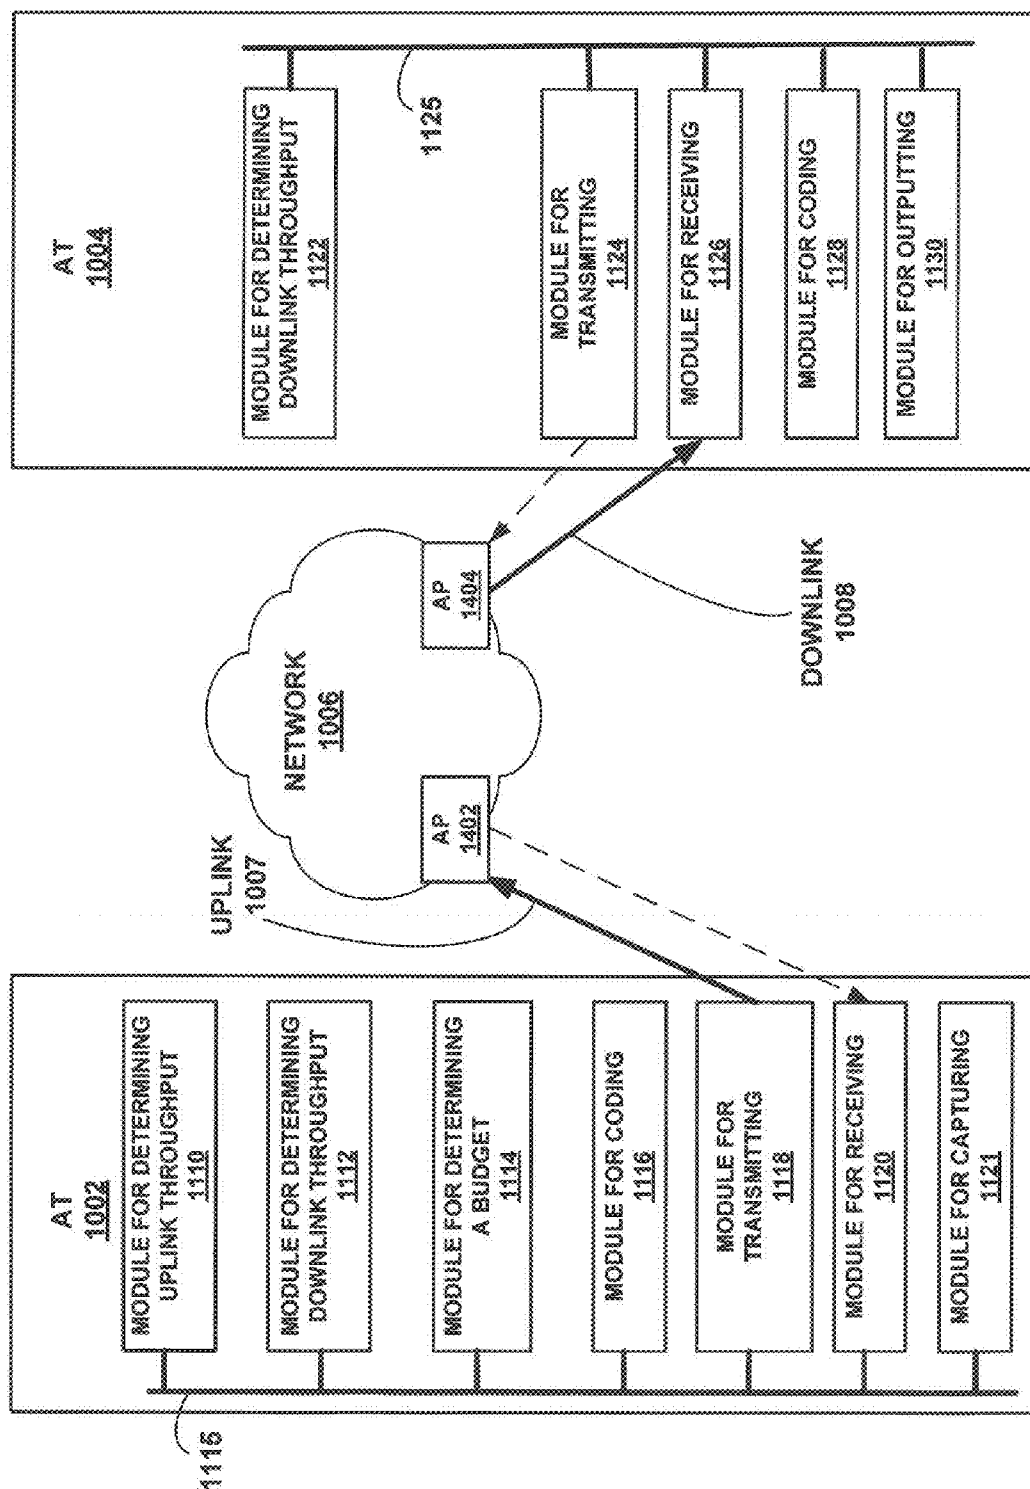 AT
1002
MODULE FOR DETERMINING
UPLINK THROUGHPUT
1110
MODULE FOR DETERMINING
DOWNLINK THROUGHPUT
1112
MODULE FOR DETERMINING
A BUDGET
1114
MODULE FOR CODING
1116
MODULE FOR
TRANSMITTING
1118
MODULE FOR RECEIVING
1120
MODULE FOR CAPTURING
1121
1115
UPLINK
1007
NETWORK
1006
AP
1402
AP
1404
DOWNLINK
1008
AT
1004
MODULE FOR DETERMINING
DOWNLINK THROUGHPUT
1122
1125
MODULE FOR
TRANSMITTING
1124
MODULE FOR RECEIVING
1126
MODULE FOR CODING
1128
MODULE FOR OUTPUTTING
1130